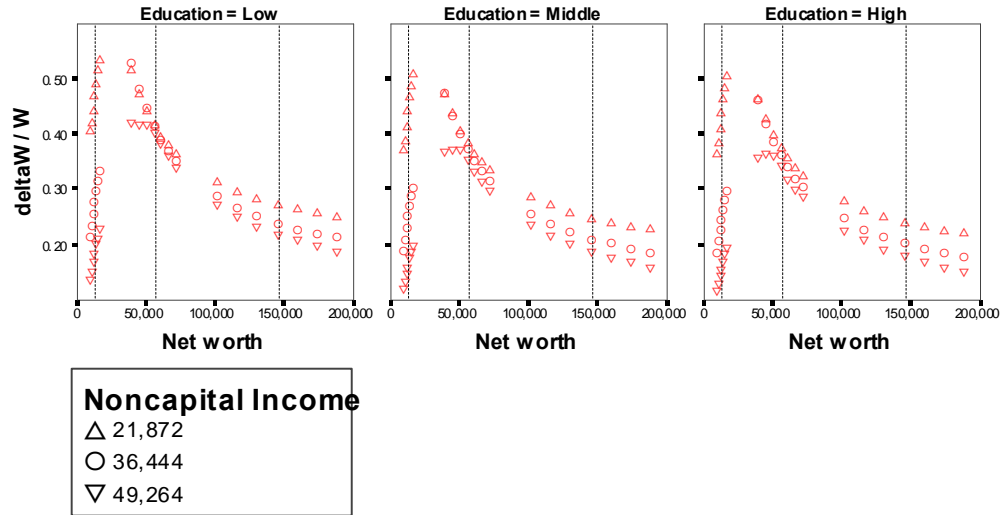 Education = Low
Education = Middle
Education = High
deltaW / W
0.50
0.40
0.30
0.20
0 50,000 100,000 150,000 200,000
0 50,000 100,000 150,000 200,000
0 50,000 100,000 150,000 200,000
Net worth
Net worth
Net worth
Noncapital Income
21,872
36,444
49,264